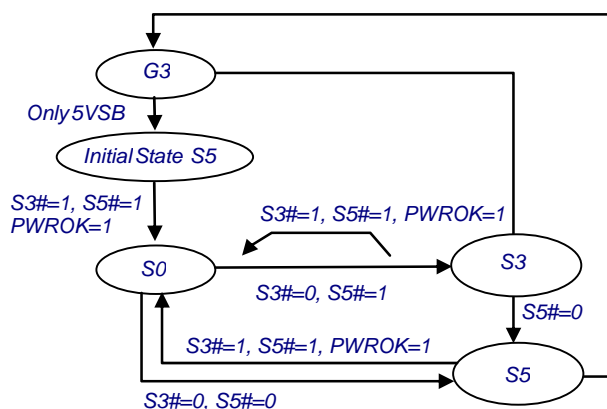 G3
Only 5VSB
Initial State S5
S3#=1, S5#=1
PWROK=1
S3#=1, S5#=1, PWROK=1
S0
S3
S3#=0, S5#=1
S5#=0
S3#=1, S5#=1, PWROK=1
S5
S3#=0, S5#=0